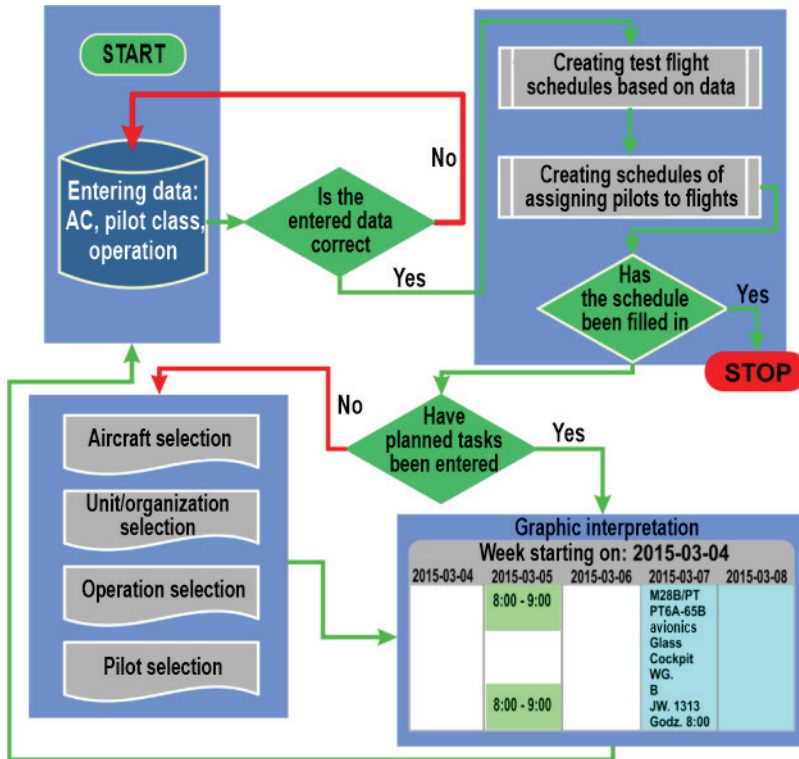 START
Entering data:
AC, pilot class,
operation
Is the
entered data
correct
No
Yes
Creating test flight
schedules based on data
Creating schedules of
assigning pilots to flights
Has
the schedule
been filled in
Yes
STOP
Have
planned tasks
been entered
No
Yes
Aircraft selection
Unit/organization
selection
Operation selection
Pilot selection
Graphic interpretation
Week starting on: 2015-03-04
2015-03-04 2015-03-05 2015-03-06 2015-03-07 2015-03-08
8:00 - 9:00
8:00 - 9:00
M28B/PT
PT6A-65B
avionics
Glass
Cockpit
WG.
B
JW. 1313
Godz. 8:00